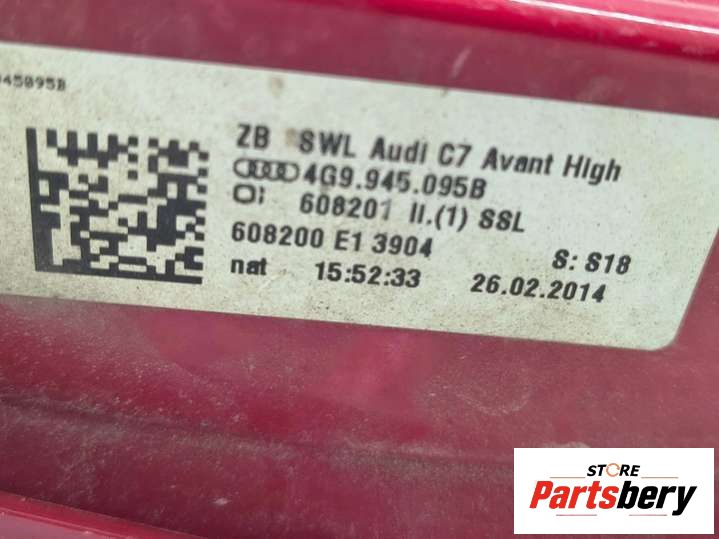 45095B
ZB SWL Audi C7 Avant High
4G9.945.095B
608201 II.(1) SSL
608200 E1 3904
S: S18
nat 15:52:33 26.02.2014
STORE
Partsbery